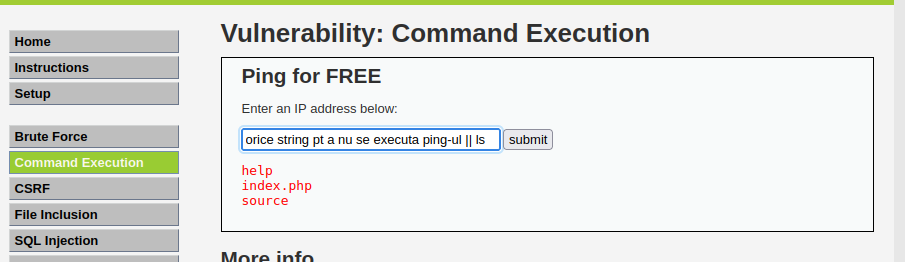 Vulnerability: Command Execution
Home
Instructions
Setup
Brute Force
Command Execution
CSRF
File Inclusion
SQL Injection
Ping for FREE
Enter an IP address below:
orice string pt a nu se executa ping-ul || ls submit
help
index.php
source
More info